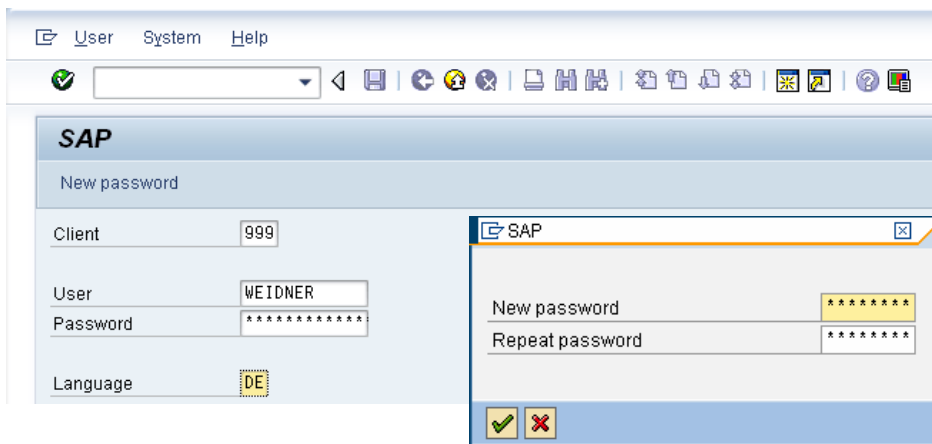 User System Help
SAP
New password
Client 999
User WEIDNER
Password ************
Language DE
SAP
New password ********
Repeat password ********